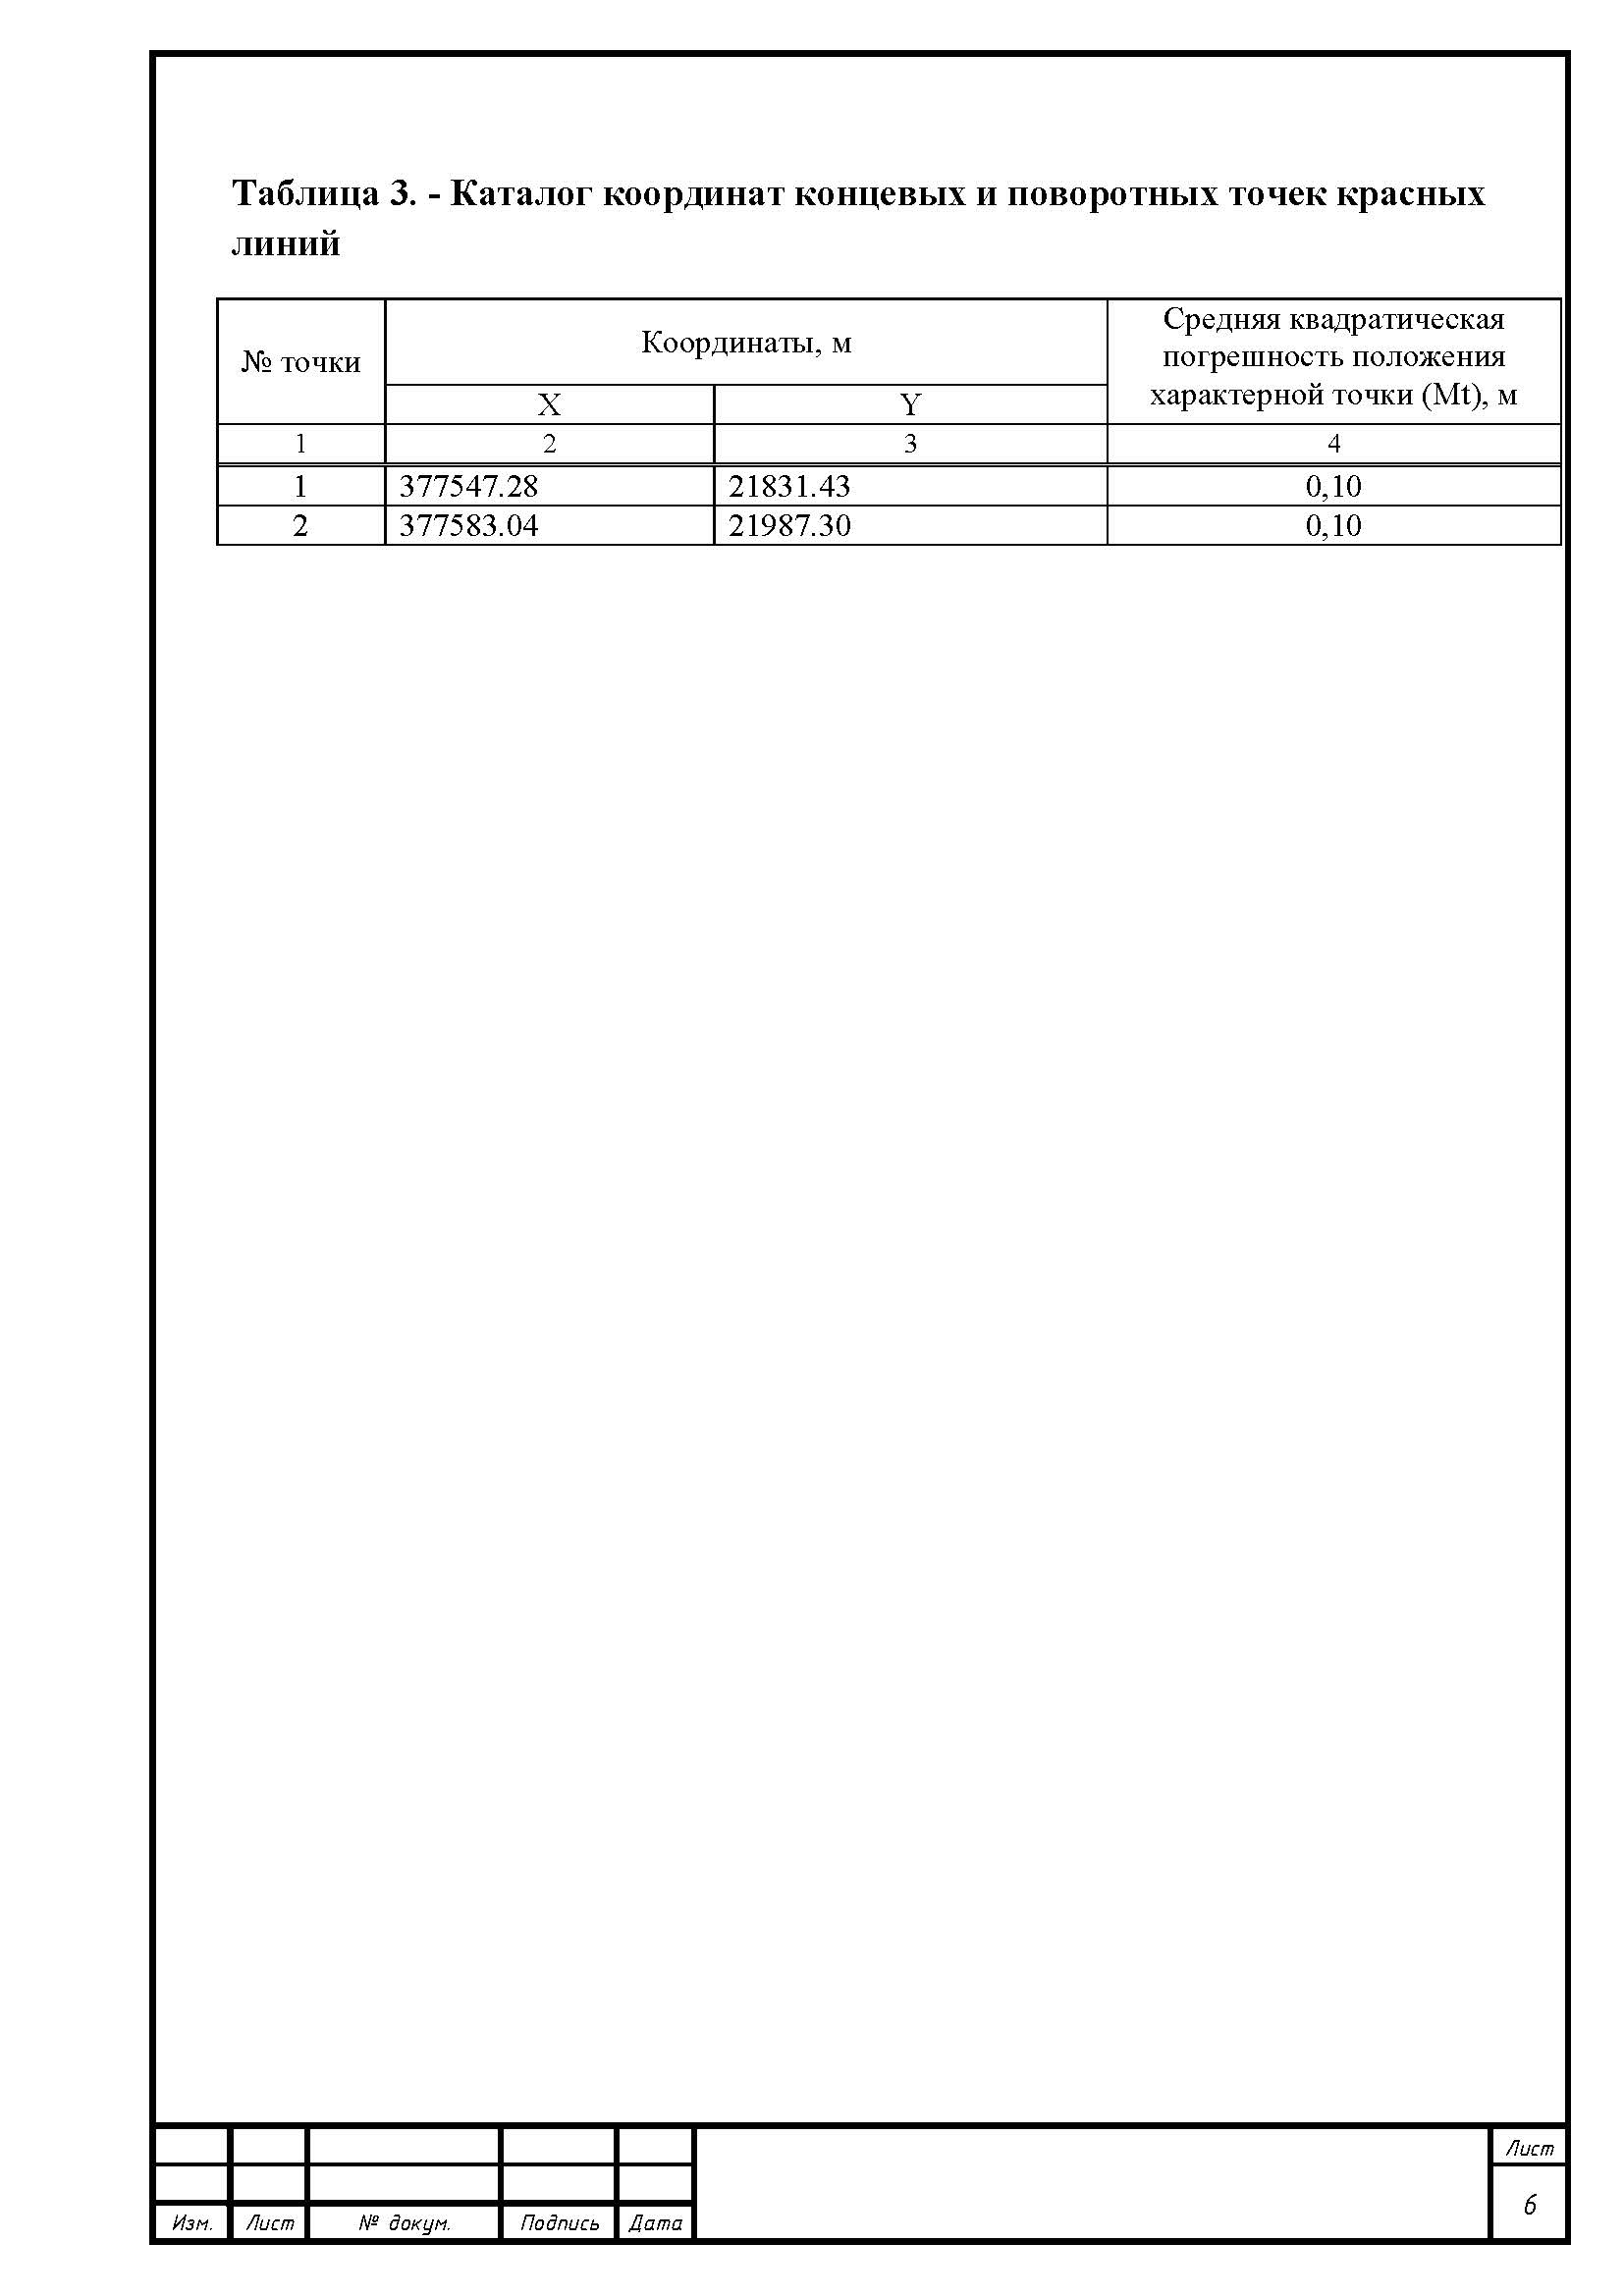 Таблица 3. - Каталог координат концевых и поворотных точек красных
линий
№ точки
Координаты, м
Средняя квадратическая
погрешность положения
характерной точки (Mt), м
X Y
1 2 3 4
1 377547.28 21831.43 0,10
2 377583.04 21987.30 0,10
Лист
6
Изм. Лист № докум. Подпись Дата